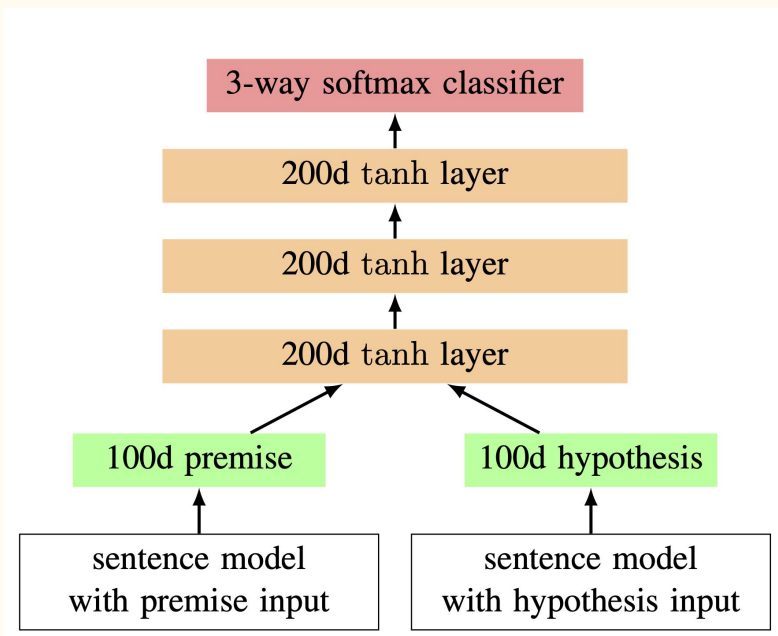 3-way softmax classifier
200d tanh layer
200d tanh layer
200d tanh layer
100d premise
100d hypothesis
sentence model
with premise input
sentence model
with hypothesis input